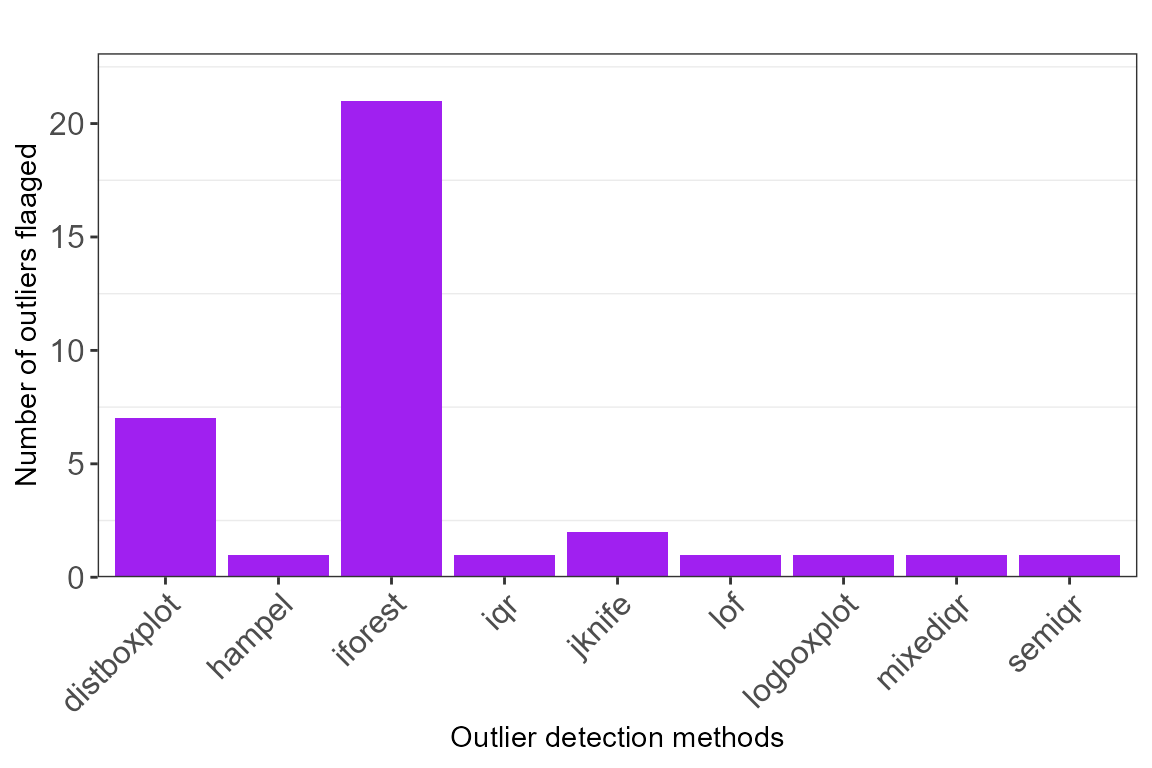 Number of outliers flaaged
20
15
10
5
0
distboxplot
hampel
iforest
iqr
jknife
lof
logboxplot
mixediqr
semiqr
Outlier detection methods